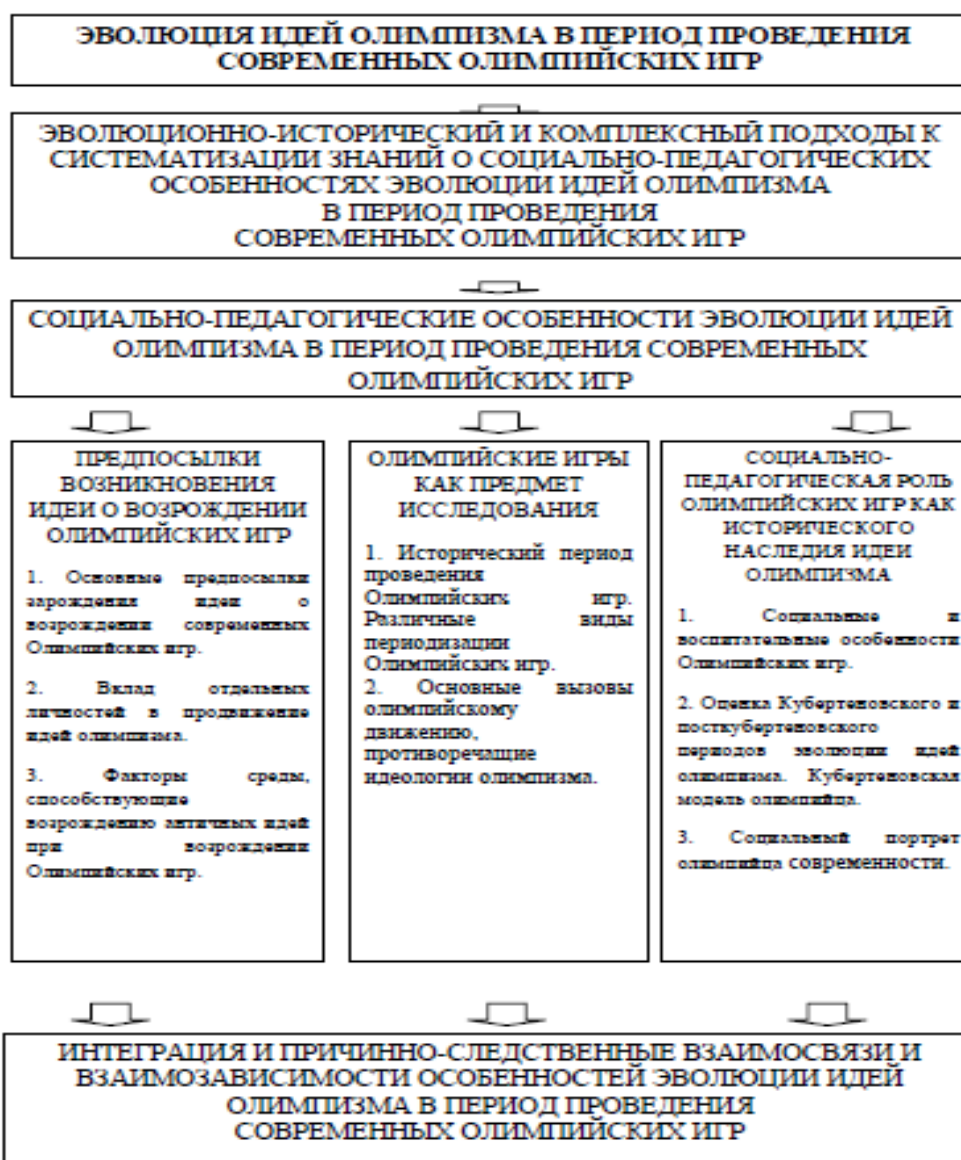 ЭВОЛЮЦИЯ ИДЕЙ ОЛИМПИЗМА В ПЕРИОД ПРОВЕДЕНИЯ
СОВРЕМЕННЫХ ОЛИМПИЙСКИХ ИГР
ЭВОЛЮЦИОННО-ИСТОРИЧЕСКИЙ И КОМПЛЕКСНЫЙ ПОДХОДЫ К
СИСТЕМАТИЗАЦИИ ЗНАНИЙ О СОЦИАЛЬНО-ПЕДАГОГИЧЕСКИХ
ОСОБЕННОСТЯХ ЭВОЛЮЦИИ ИДЕЙ ОЛИМПИЗМА
В ПЕРИОД ПРОВЕДЕНИЯ
СОВРЕМЕННЫХ ОЛИМПИЙСКИХ ИГР
СОЦИАЛЬНО-ПЕДАГОГИЧЕСКИЕ ОСОБЕННОСТИ ЭВОЛЮЦИИ ИДЕЙ
ОЛИМПИЗМА В ПЕРИОД ПРОВЕДЕНИЯ СОВРЕМЕННЫХ
ОЛИМПИЙСКИХ ИГР
ПРЕДПОСЫЛКИ
ВОЗНИКНОВЕНИЯ
ИДЕИ О ВОЗРОЖДЕНИИ
ОЛИМПИЙСКИХ ИГР
1. Основные предпосылки
зарождения идеи о
возрождении современных
Олимпийских игр.
2. Вклад отдельных
личностей в продвижение
идей олимпизма.
3. Факторы среды,
способствующие
возрождению античных идей
при возрождении
Олимпийских игр.
ОЛИМПИЙСКИЕ ИГРЫ
КАК ПРЕДМЕТ
ИССЛЕДОВАНИЯ
1. Исторический период
проведения
Олимпийских игр.
Различные виды
периодизации
Олимпийских игр.
2. Основные вызовы
олимпийскому
движению,
противоречащие
идеологии олимпизма.
СОЦИАЛЬНО-
ПЕДАГОГИЧЕСКАЯ РОЛЬ
ОЛИМПИЙСКИХ ИГР КАК
ИСТОРИЧЕСКОГО
НАСЛЕДИЯ ИДЕИ
ОЛИМПИЗМА
1. Социальные и
воспитательные особенности
Олимпийских игр.
2. Оценка Кубертеновского и
посткубертеновского
периодов эволюции идей
олимпизма. Кубертеновская
модель олимпийца.
3. Социальный портрет
олимпийца современности.
ИНТЕГРАЦИЯ И ПРИЧИННО-СЛЕДСТВЕННЫЕ ВЗАИМОСВЯЗИ И
ВЗАИМОЗАВИСИМОСТИ ОСОБЕННОСТЕЙ ЭВОЛЮЦИИ ИДЕЙ
ОЛИМПИЗМА В ПЕРИОД ПРОВЕДЕНИЯ
СОВРЕМЕННЫХ ОЛИМПИЙСКИХ ИГР